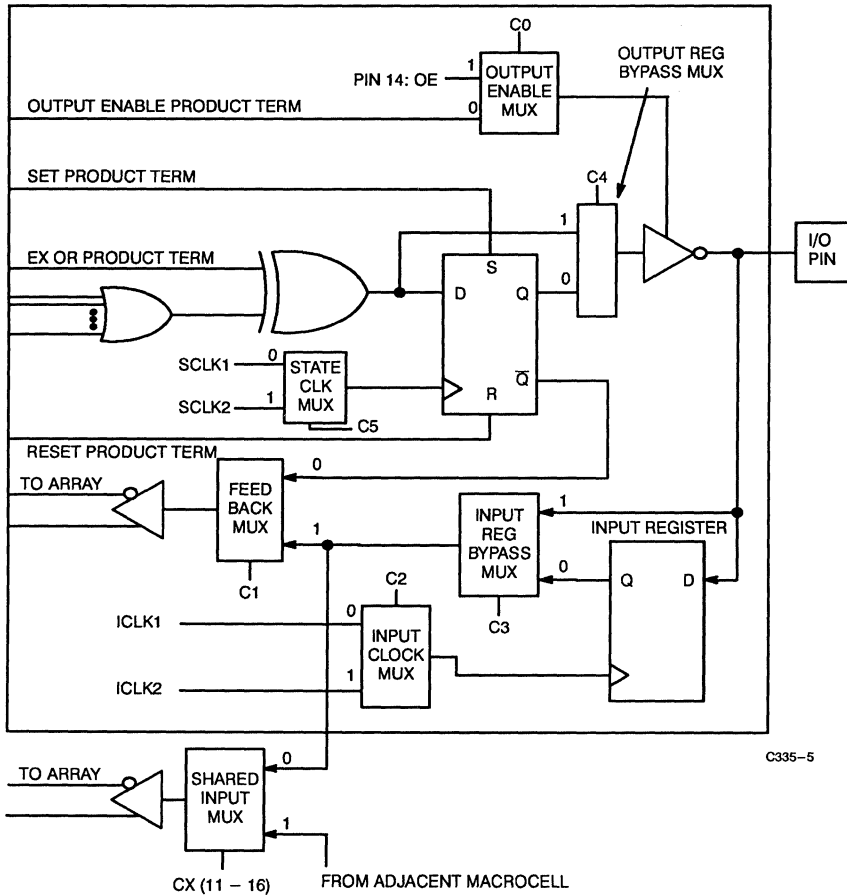 C0
OUTPUT REG
BYPASS MUX
1
PIN 14: OE
OUTPUT
ENABLE
MUX
0
OUTPUT ENABLE PRODUCT TERM
SET PRODUCT TERM
C4
1
I/O
PIN
EX OR PRODUCT TERM
S
D
Q
0
SCLK1
0
STATE
CLK
MUX
Q
SCLK2
1
R
C5
RESET PRODUCT TERM
TO ARRAY
FEED
BACK
MUX
0
1
C1
INPUT
REG
BYPASS
MUX
1
INPUT REGISTER
0
Q
D
C3
C2
ICLK1
0
INPUT
CLOCK
MUX
ICLK2
1
C335-5
TO ARRAY
SHARED
INPUT
MUX
0
1
CX (11 – 16)
FROM ADJACENT MACROCELL